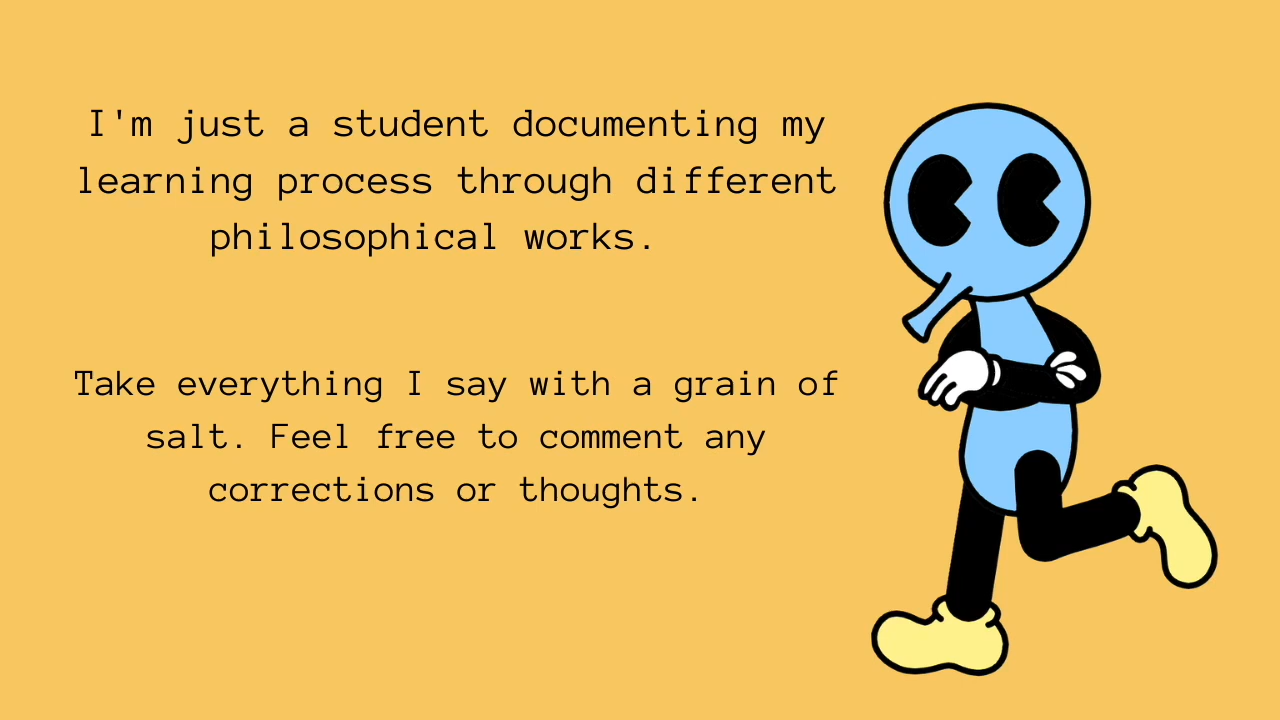 I'm just a student documenting my
learning process through different
philosophical works.
Take everything I say with a grain of
salt. Feel free to comment any
corrections or thoughts.